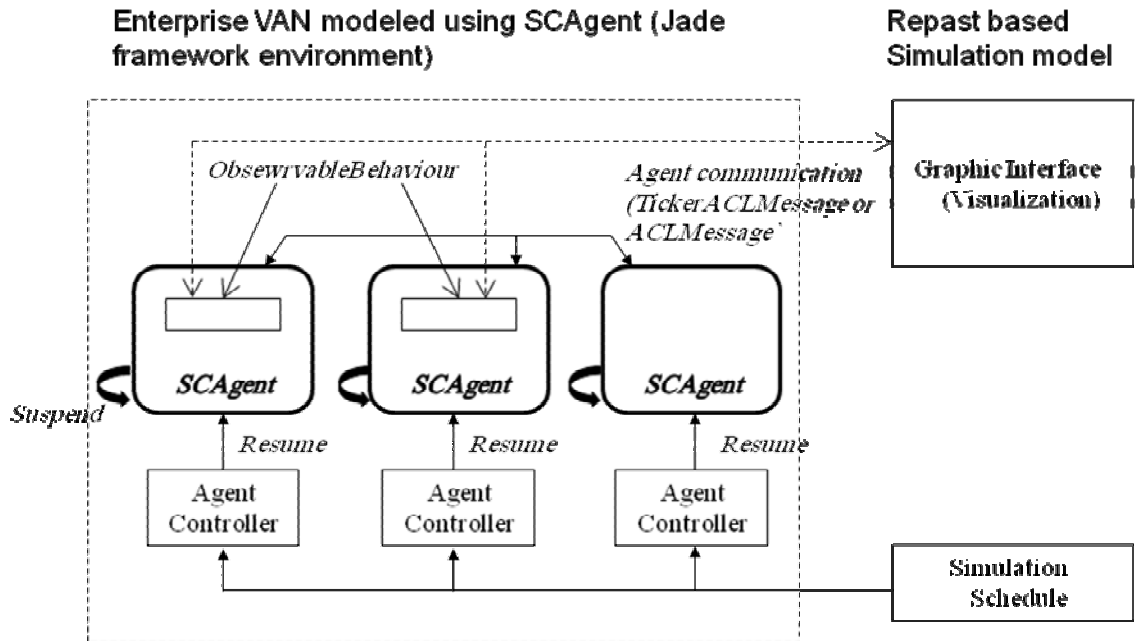 Enterprise VAN modeled using SCAgent (Jade
framework environment)
Repast based
Simulation model
ObsewrvableBehaviour
Agent communication
(TickerACLMessage or
ACLMessage'
Graphic Interface
(Visualization)
SCAgent
SCAgent
SCAgent
Suspend
Resume
Resume
Resume
Agent
Controller
Agent
Controller
Agent
Controller
Simulation
Schedule